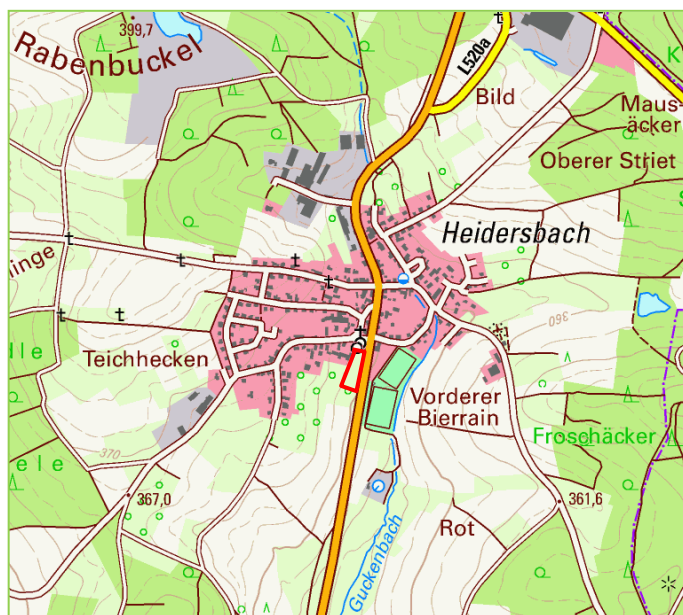 399,7
Rabenbuckel
L520a
K
Bild
Maus-
äcker
Oberer Striet
S
Heidersbach
inge
360
dle
Teichhecken
Vorderer
Bierrain
Froschäcker
370
ele
367,0
361,6
Rot
Guckenbach